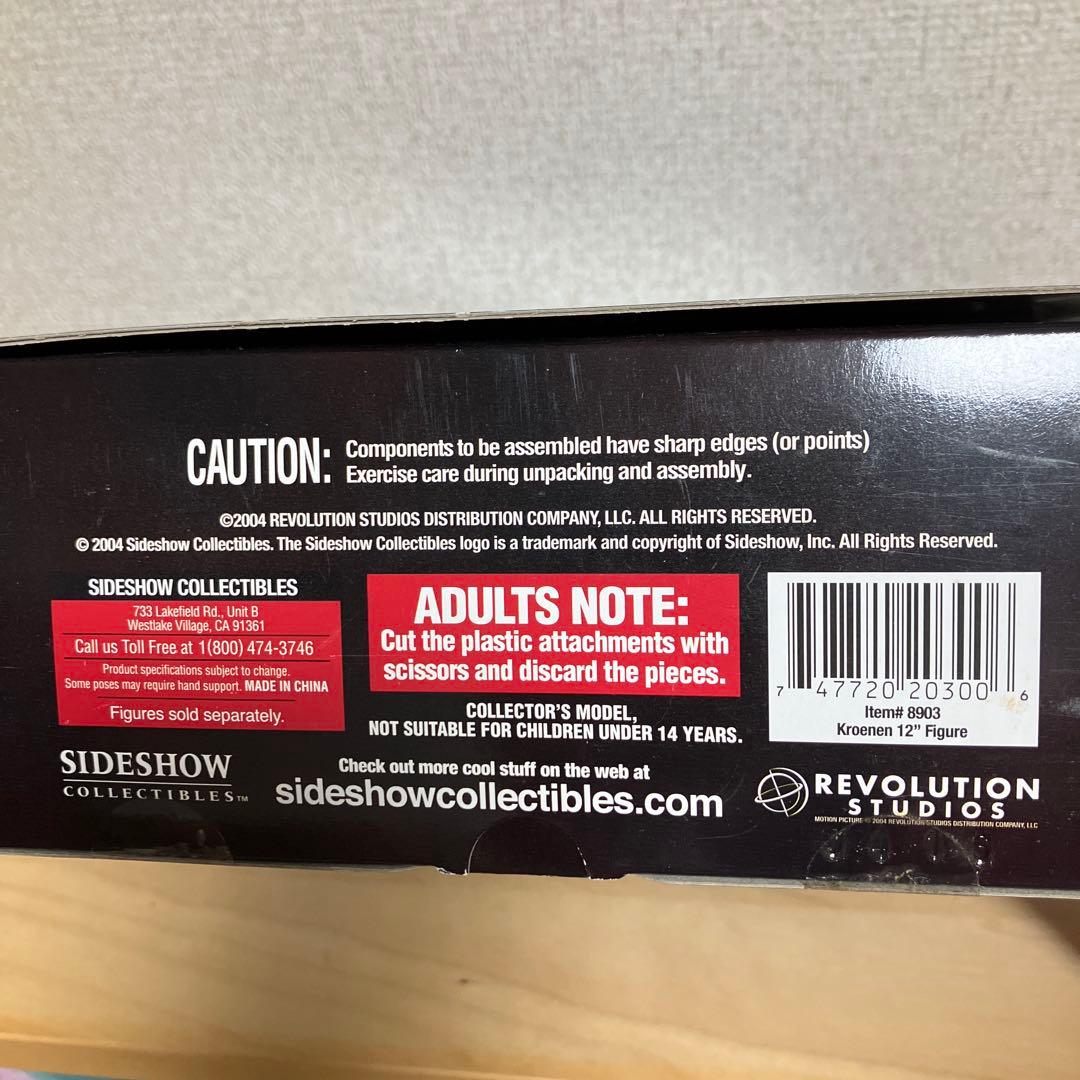 CAUTION:
Components to be assembled have sharp edges (or points)
Exercise care during unpacking and assembly.
©2004 REVOLUTION STUDIOS DISTRIBUTION COMPANY, LLC. ALL RIGHTS RESERVED.
© 2004 Sideshow Collectibles. The Sideshow Collectibles logo is a trademark and copyright of Sideshow, Inc. All Rights Reserved.
SIDESHOW COLLECTIBLES
733 Lakefield Rd., Unit B
Westlake Village, CA 91361
Call us Toll Free at 1(800) 474-3746
Product specifications subject to change.
Some poses may require hand support. MADE IN CHINA
Figures sold separately.
SIDESHOW
COLLECTIBLES™
ADULTS NOTE:
Cut the plastic attachments with
scissors and discard the pieces.
COLLECTOR'S MODEL,
NOT SUITABLE FOR CHILDREN UNDER 14 YEARS.
Check out more cool stuff on the web at
sideshowcollectibles.com
7 47720 20300 6
Item# 8903
Kroenen 12" Figure
REVOLUTION
STUDIOS
MOTION PICTURE © 2004 REVOLUTION STUDIOS DISTRIBUTION COMPANY, LLC